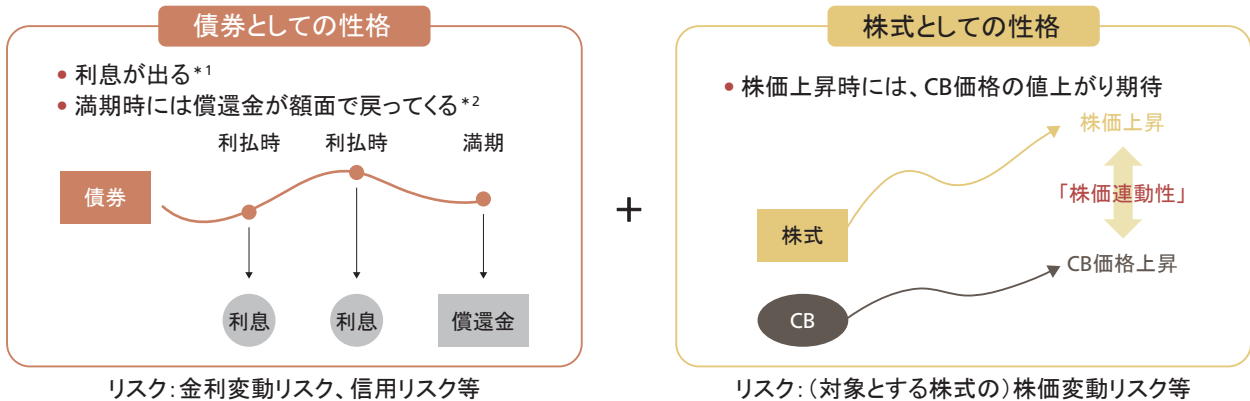 債券としての性格
• 利息が出る*1
• 満期時には償還金が額面で戻ってくる*2
利払時 利払時 満期
債券
利息 利息 償還金
リスク：金利変動リスク、信用リスク等
+
株式としての性格
• 株価上昇時には、CB価格の値上がり期待
株価上昇
「株価連動性」
株式
CB価格上昇
CB
リスク：（対象とする株式の）株価変動リスク等